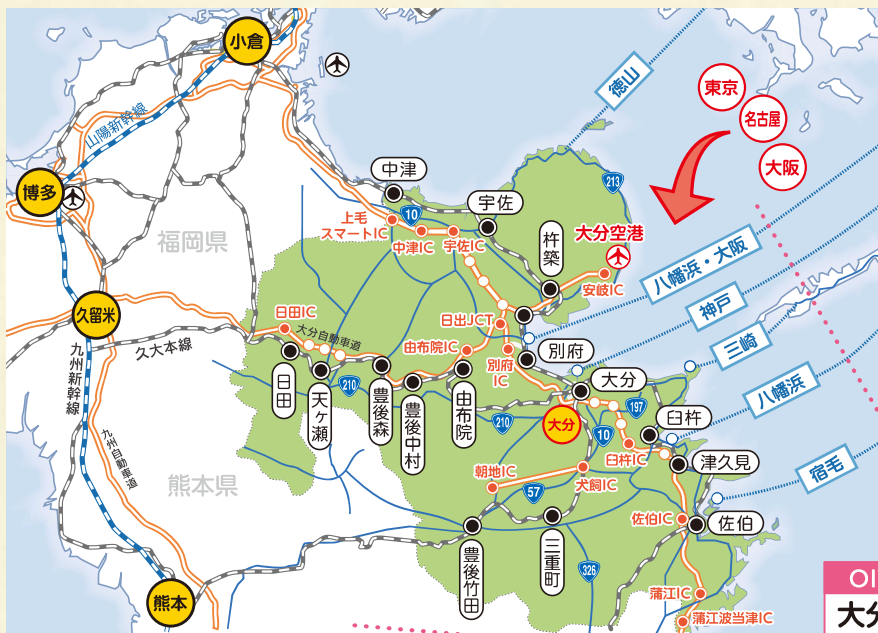 小倉
徳山
東京
名古屋
大阪
山陽新幹線
博多
中津
213
10
宇佐
上毛
スマートIC
中津IC
宇佐IC
福岡県
杵築
大分空港
安岐IC
八幡浜・大阪
神戸
三崎
八幡浜
宿毛
日田IC
大分自動車道
日出JCT
由布院IC
別府
IC
別府
久留米
久大本線
九州新幹線
九州自動車道
日田
天ヶ瀬
210
豊後森
豊後中村
由布院
210
大分
大分
197
10
臼杵
臼杵IC
津久見
朝地IC
57
犬飼IC
熊本県
佐伯IC
佐伯
豊後竹田
三重町
326
熊本
蒲江IC
蒲江波当津IC
OI
大分